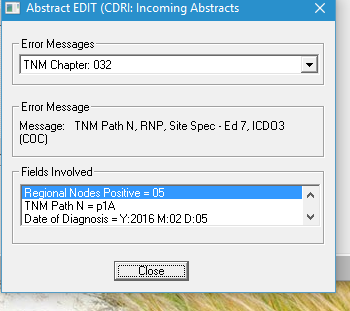 Abstract EDIT (CDRI: Incoming Abstracts
Error Messages
TNM Chapter: 032
Error Message
Message: TNM Path N, RNP, Site Spec - Ed 7, ICDO3
(COC)
Fields Involved
Regional Nodes Positive = 05
TNM Path N = p1A
Date of Diagnosis = Y:2016 M:02 D:05
Close